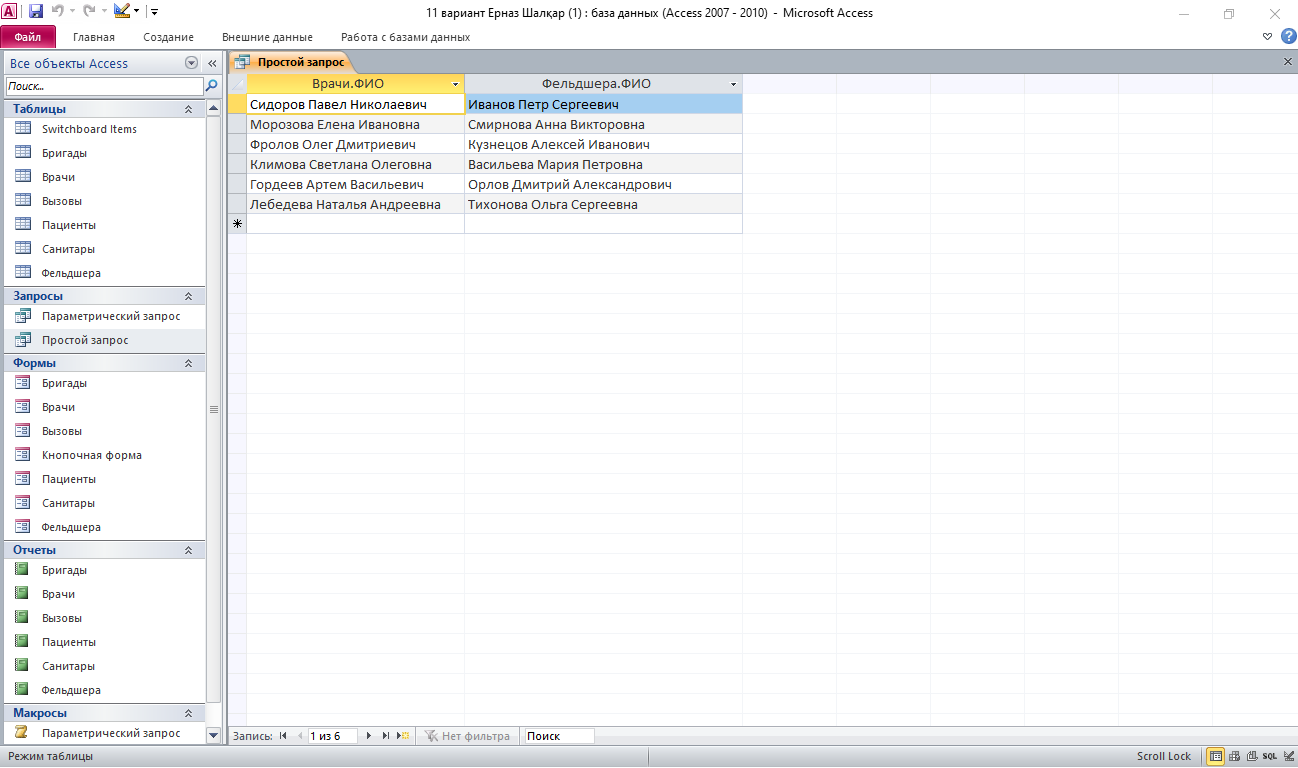 11 вариант Ерназ Шалқар (1) : база данных (Access 2007 - 2010) - Microsoft Access
Файл Главная Создание Внешние данные Работа с базами данных
Все объекты Access
Поиск...
Таблицы
Switchboard Items
Бригады
Врачи
Вызовы
Пациенты
Санитары
Фельдшера
Запросы
Параметрический запрос
Простой запрос
Формы
Бригады
Врачи
Вызовы
Кнопочная форма
Пациенты
Санитары
Фельдшера
Отчеты
Бригады
Врачи
Вызовы
Пациенты
Санитары
Фельдшера
Макросы
Параметрический запрос
Простой запрос
Врачи.ФИО Фельдшера.ФИО
Сидоров Павел Николаевич Иванов Петр Сергеевич
Морозова Елена Ивановна Смирнова Анна Викторовна
Фролов Олег Дмитриевич Кузнецов Алексей Иванович
Климова Светлана Олеговна Васильева Мария Петровна
Гордеев Артем Васильевич Орлов Дмитрий Александрович
Лебедева Наталья Андреевна Тихонова Ольга Сергеевна
Запись: 1 из 6 Нет фильтра Поиск
Режим таблицы Scroll Lock SQL